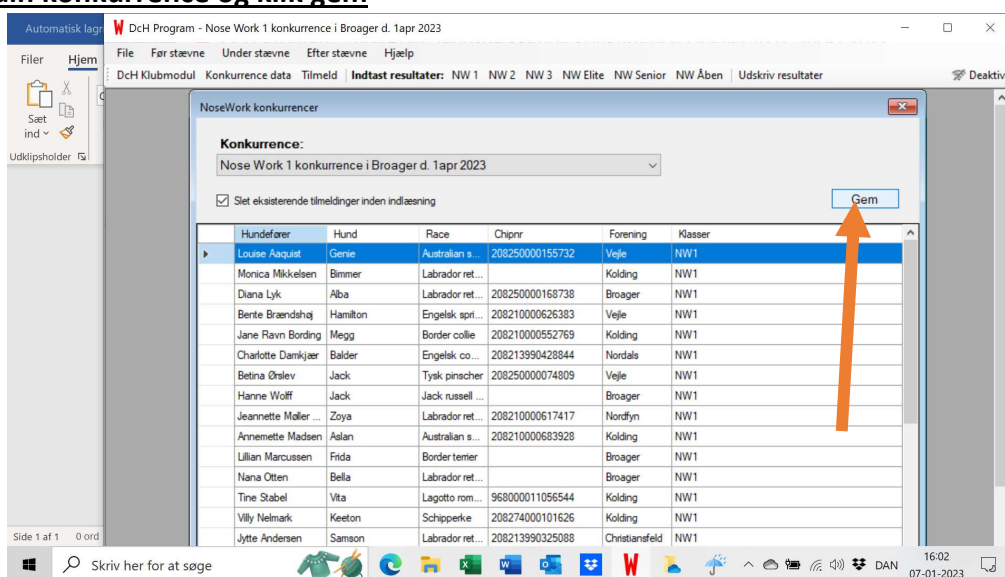 din konkurrence og klik gem
Automatisk lagr
DcH Program - Nose Work 1 konkurrence i Broager d. 1apr 2023
Filer Hjem
File Før stævne Under stævne Efter stævne Hjælp
DcH Klubmodul Konkurrence data Tilmeld Indtast resultater: NW 1 NW 2 NW 3 NW Elite NW Senior NW Åben Udskriv resultater Deaktiv
Sæt
ind
Udklipsholder
NoseWork konkurrencer
Konkurrence:
Nose Work 1 konkurrence i Broager d. 1apr 2023
Slet eksisterende tilmeldinger inden indlæsning
Gem
Hundefører Hund Race Chipnr Forening Klasser
Louise Aaquist Genie Australian s... 208250000155732 Vejle NW1
Monica Mikkelsen Bimmer Labrador ret... Kolding NW1
Diana Lyk Alba Labrador ret... 208250000168738 Broager NW1
Bente Brændshøj Hamilton Engelsk spri... 208210000626383 Vejle NW1
Jane Ravn Bording Megg Border collie 208210000552769 Kolding NW1
Charlotte Damkjær Balder Engelsk co... 208213990428844 Nordals NW1
Betina Ørslev Jack Tysk pinscher 208250000074809 Vejle NW1
Hanne Wolff Jack Jack russell ... Broager NW1
Jeannette Møller ... Zoya Labrador ret... 208210000617417 Nordfyn NW1
Annemette Madsen Aslan Australian s... 208210000683928 Kolding NW1
Lillian Marcussen Frida Border terrier Broager NW1
Nana Otten Bella Labrador ret... Broager NW1
Tine Stabel Vita Lagotto rom... 968000011056544 Kolding NW1
Villy Nelmark Keeton Schipperke 208274000101626 Kolding NW1
Jytte Andersen Samson Labrador ret... 208213990325088 Christiansfeld NW1
Side 1 af 1 0 ord
Skriv her for at søge
DAN
16:02
07-01-2023